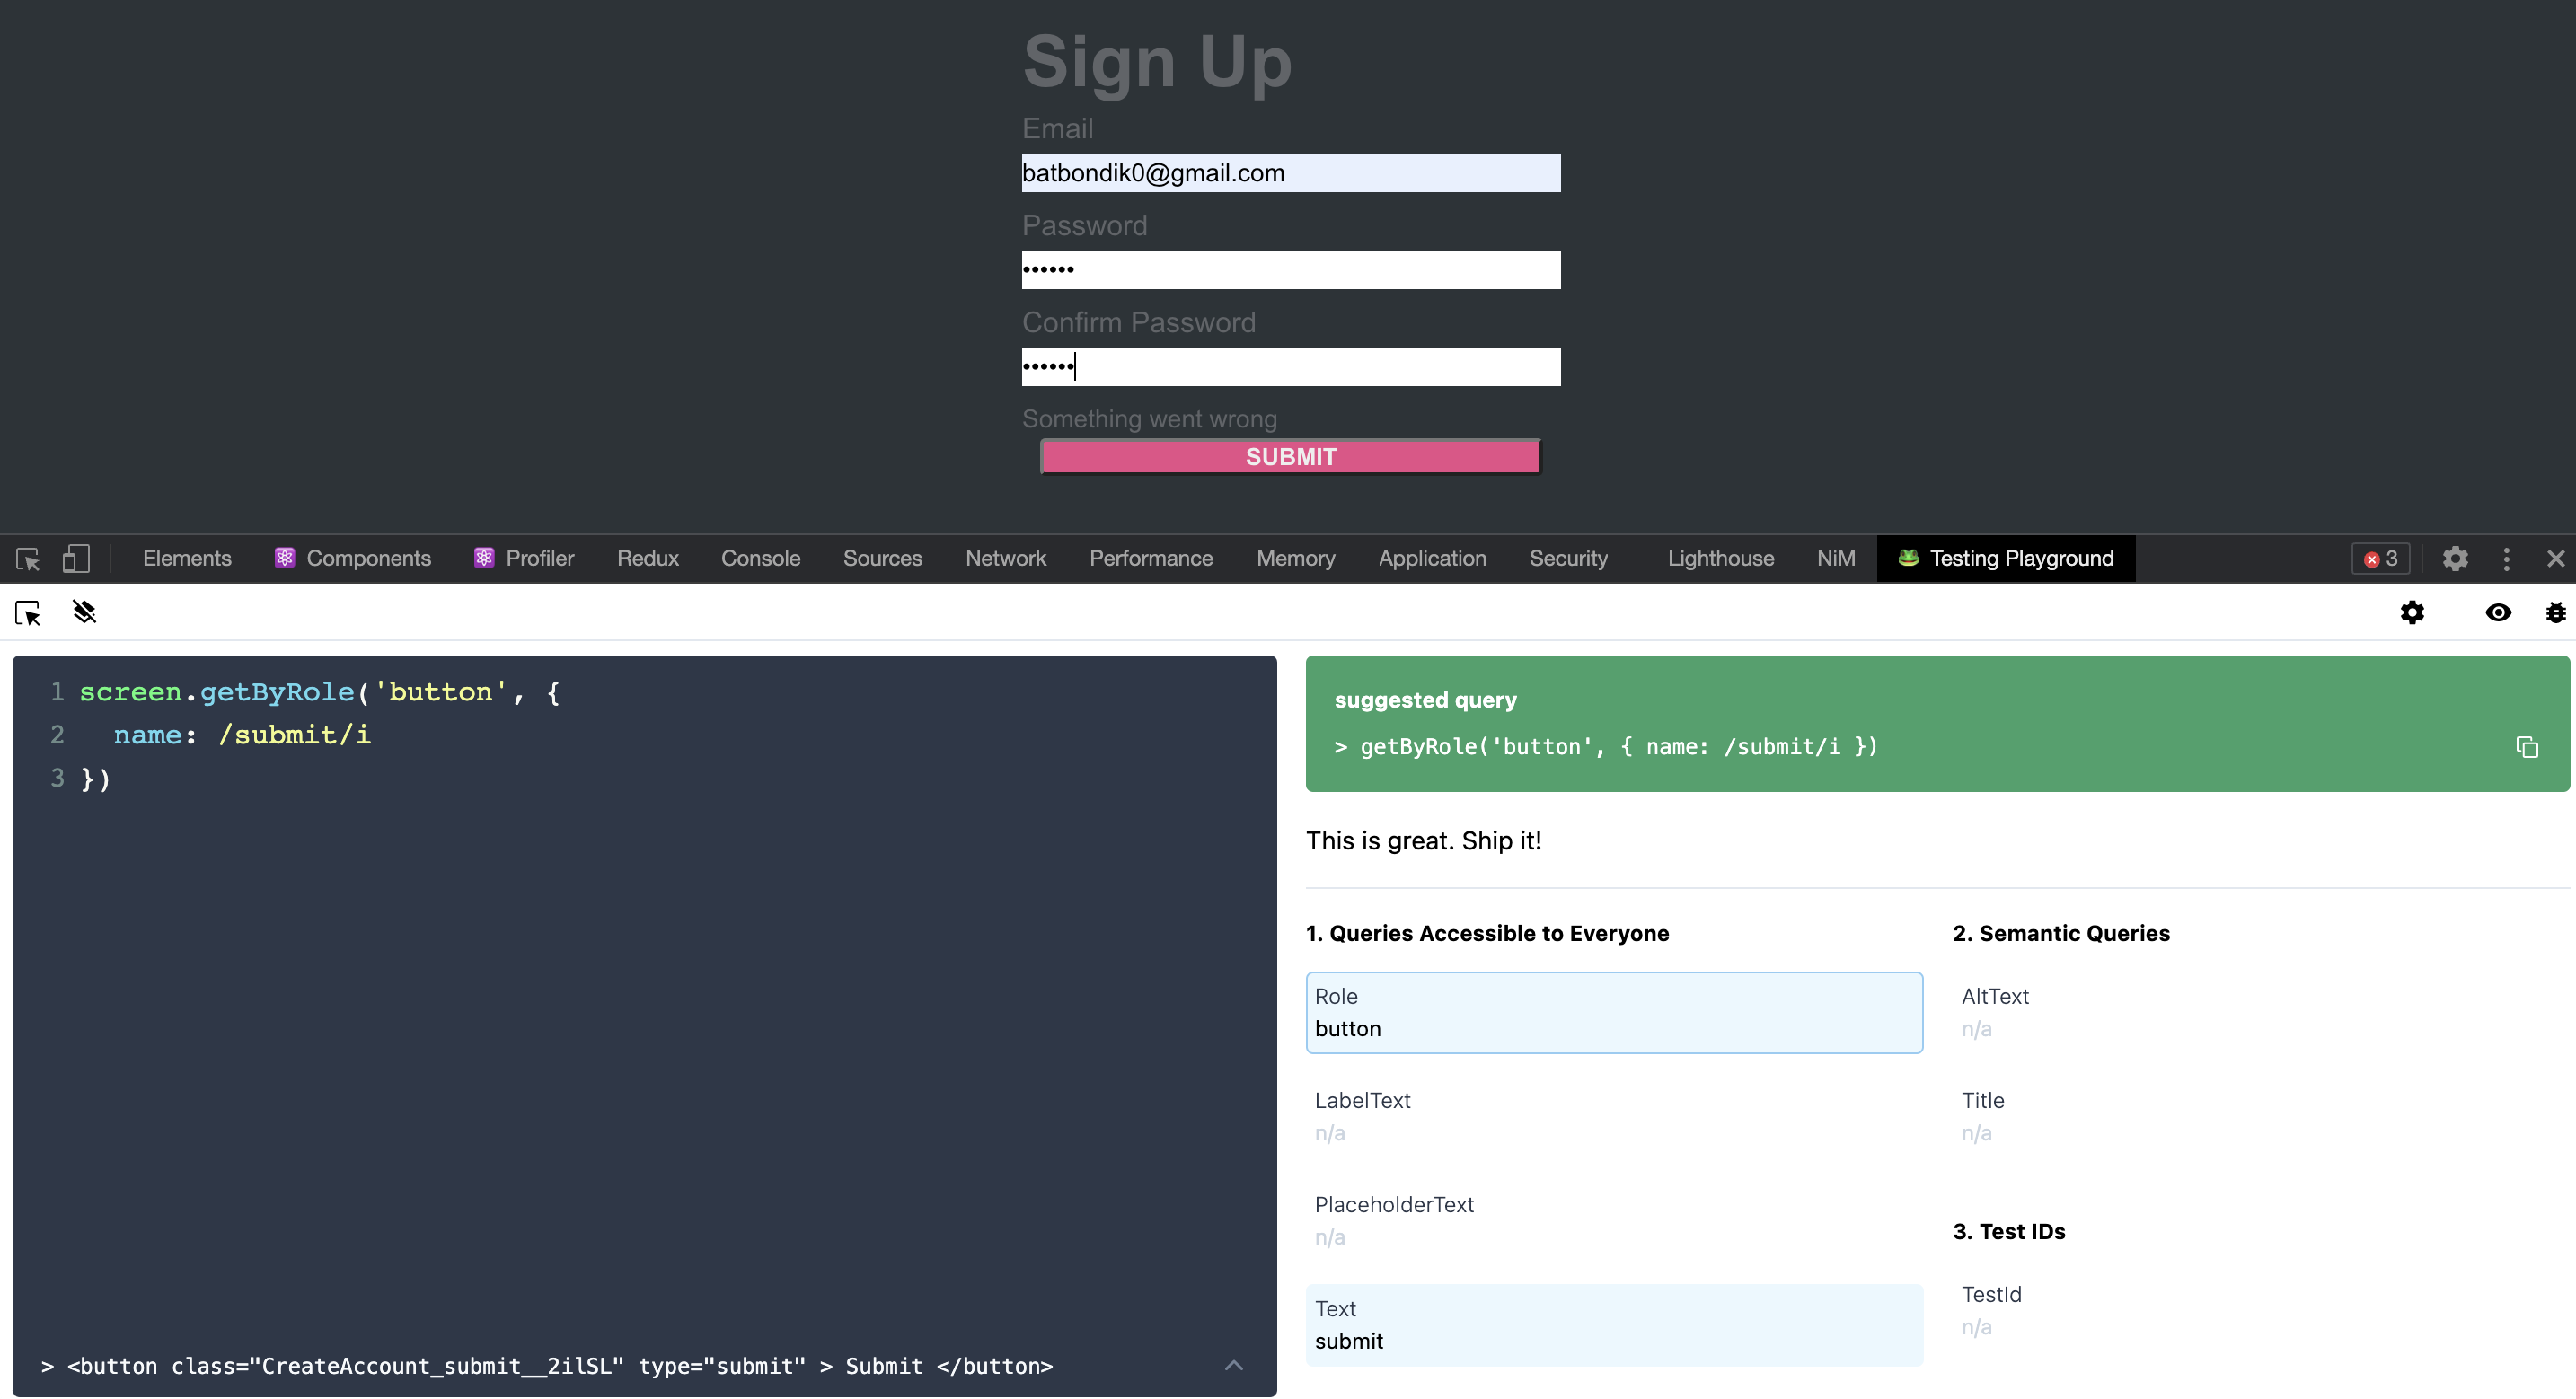 Sign Up
Email
batbondik0@gmail.com
Password
••••••
Confirm Password
••••••
Something went wrong
SUBMIT
Elements Components Profiler Redux Console Sources Network Performance Memory Application Security Lighthouse NiM Testing Playground 3
1 screen.getByRole('button', {
2 name: /submit/i
3 })
> <button class="CreateAccount_submit__2ilSL" type="submit" > Submit </button>
suggested query
> getByRole('button', { name: /submit/i })
This is great. Ship it!
1. Queries Accessible to Everyone
Role
button
LabelText
n/a
PlaceholderText
n/a
Text
submit
2. Semantic Queries
AltText
n/a
Title
n/a
3. Test IDs
TestId
n/a